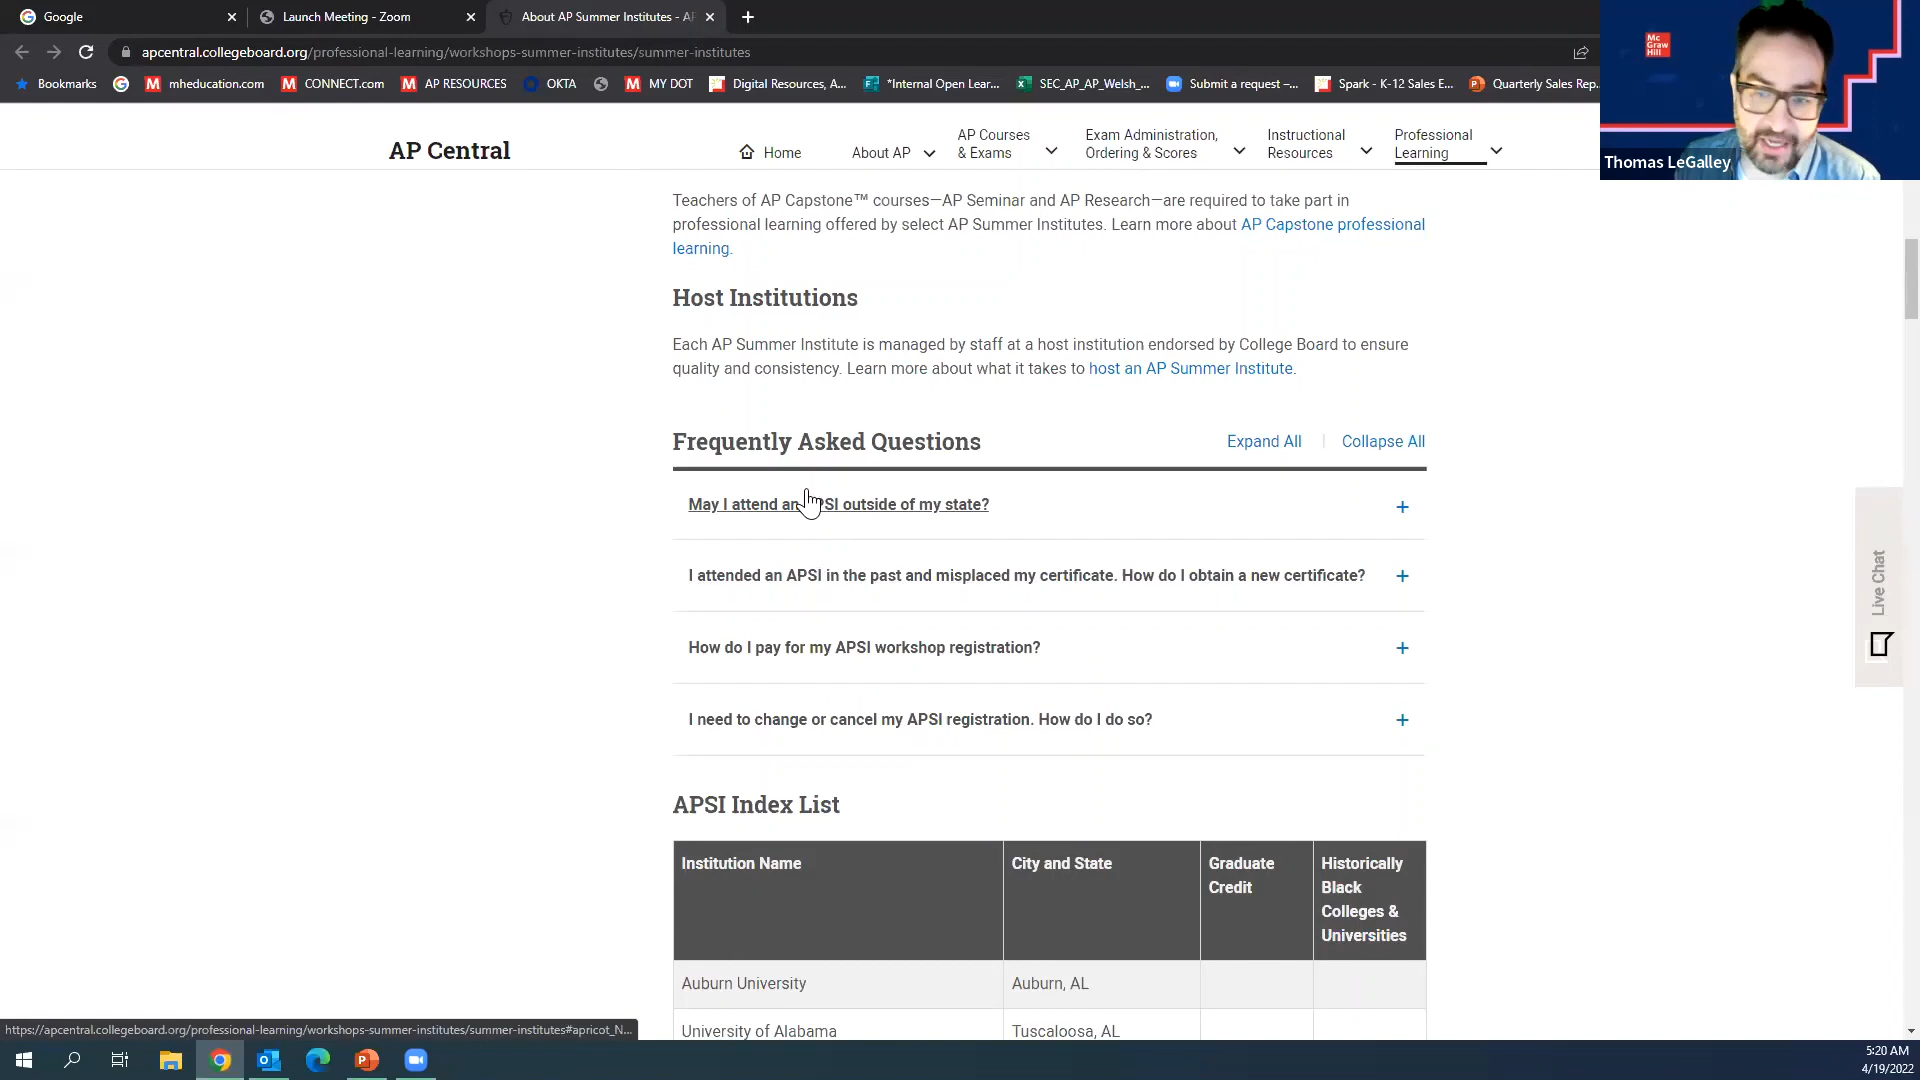 Google
Launch Meeting - Zoom
About AP Summer Institutes - AP
apcentral.collegeboard.org/professional-learning/workshops-summer-institutes/summer-institutes
Bookmarks
mheducation.com
CONNECT.com
AP RESOURCES
OKTA
MY DOT
Digital Resources, A...
*Internal Open Lear...
SEC_AP_AP_Welsh_...
Submit a request –...
Spark - K-12 Sales E...
Quarterly Sales Rep
Mc
Graw
Hill
Thomas LeGalley
AP Central
Home
About AP
AP Courses
& Exams
Exam Administration,
Ordering & Scores
Instructional
Resources
Professional
Learning
Teachers of AP Capstone™ courses—AP Seminar and AP Research—are required to take part in
professional learning offered by select AP Summer Institutes. Learn more about AP Capstone professional
learning.
Host Institutions
Each AP Summer Institute is managed by staff at a host institution endorsed by College Board to ensure
quality and consistency. Learn more about what it takes to host an AP Summer Institute.
Frequently Asked Questions
Expand All
Collapse All
May I attend an APSI outside of my state?
I attended an APSI in the past and misplaced my certificate. How do I obtain a new certificate?
How do I pay for my APSI workshop registration?
I need to change or cancel my APSI registration. How do I do so?
Live Chat
APSI Index List
Institution Name
City and State
Graduate
Credit
Historically
Black
Colleges &
Universities
Auburn University
Auburn, AL
University of Alabama
Tuscaloosa, AL
https://apcentral.collegeboard.org/professional-learning/workshops-summer-institutes/summer-institutes#apricot_N...
5:20 AM
4/19/2022